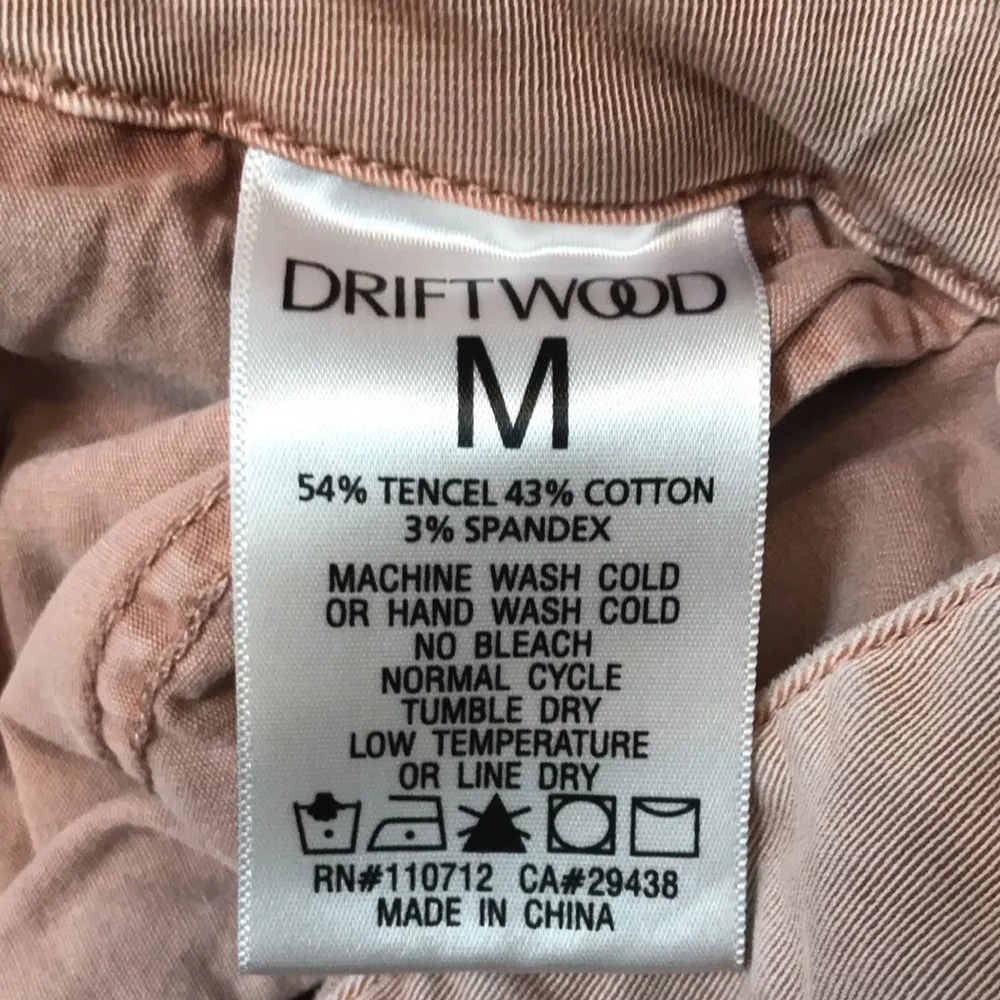 DRIFTWOOD
M
54% TENCEL 43% COTTON
3% SPANDEX
MACHINE WASH COLD
OR HAND WASH COLD
NO BLEACH
NORMAL CYCLE
TUMBLE DRY
LOW TEMPERATURE
OR LINE DRY
RN#110712 CA#29438
MADE IN CHINA